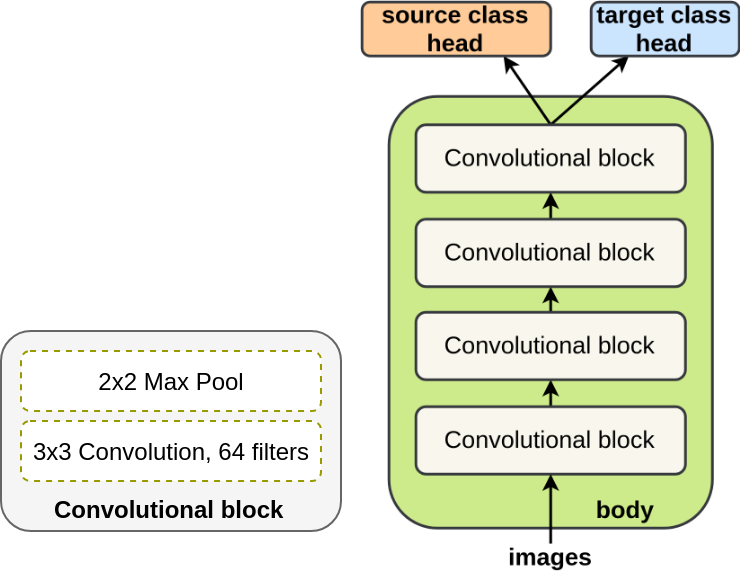 source class
head
target class
head
Convolutional block
Convolutional block
Convolutional block
Convolutional block
body
images
2x2 Max Pool
3x3 Convolution, 64 filters
Convolutional block